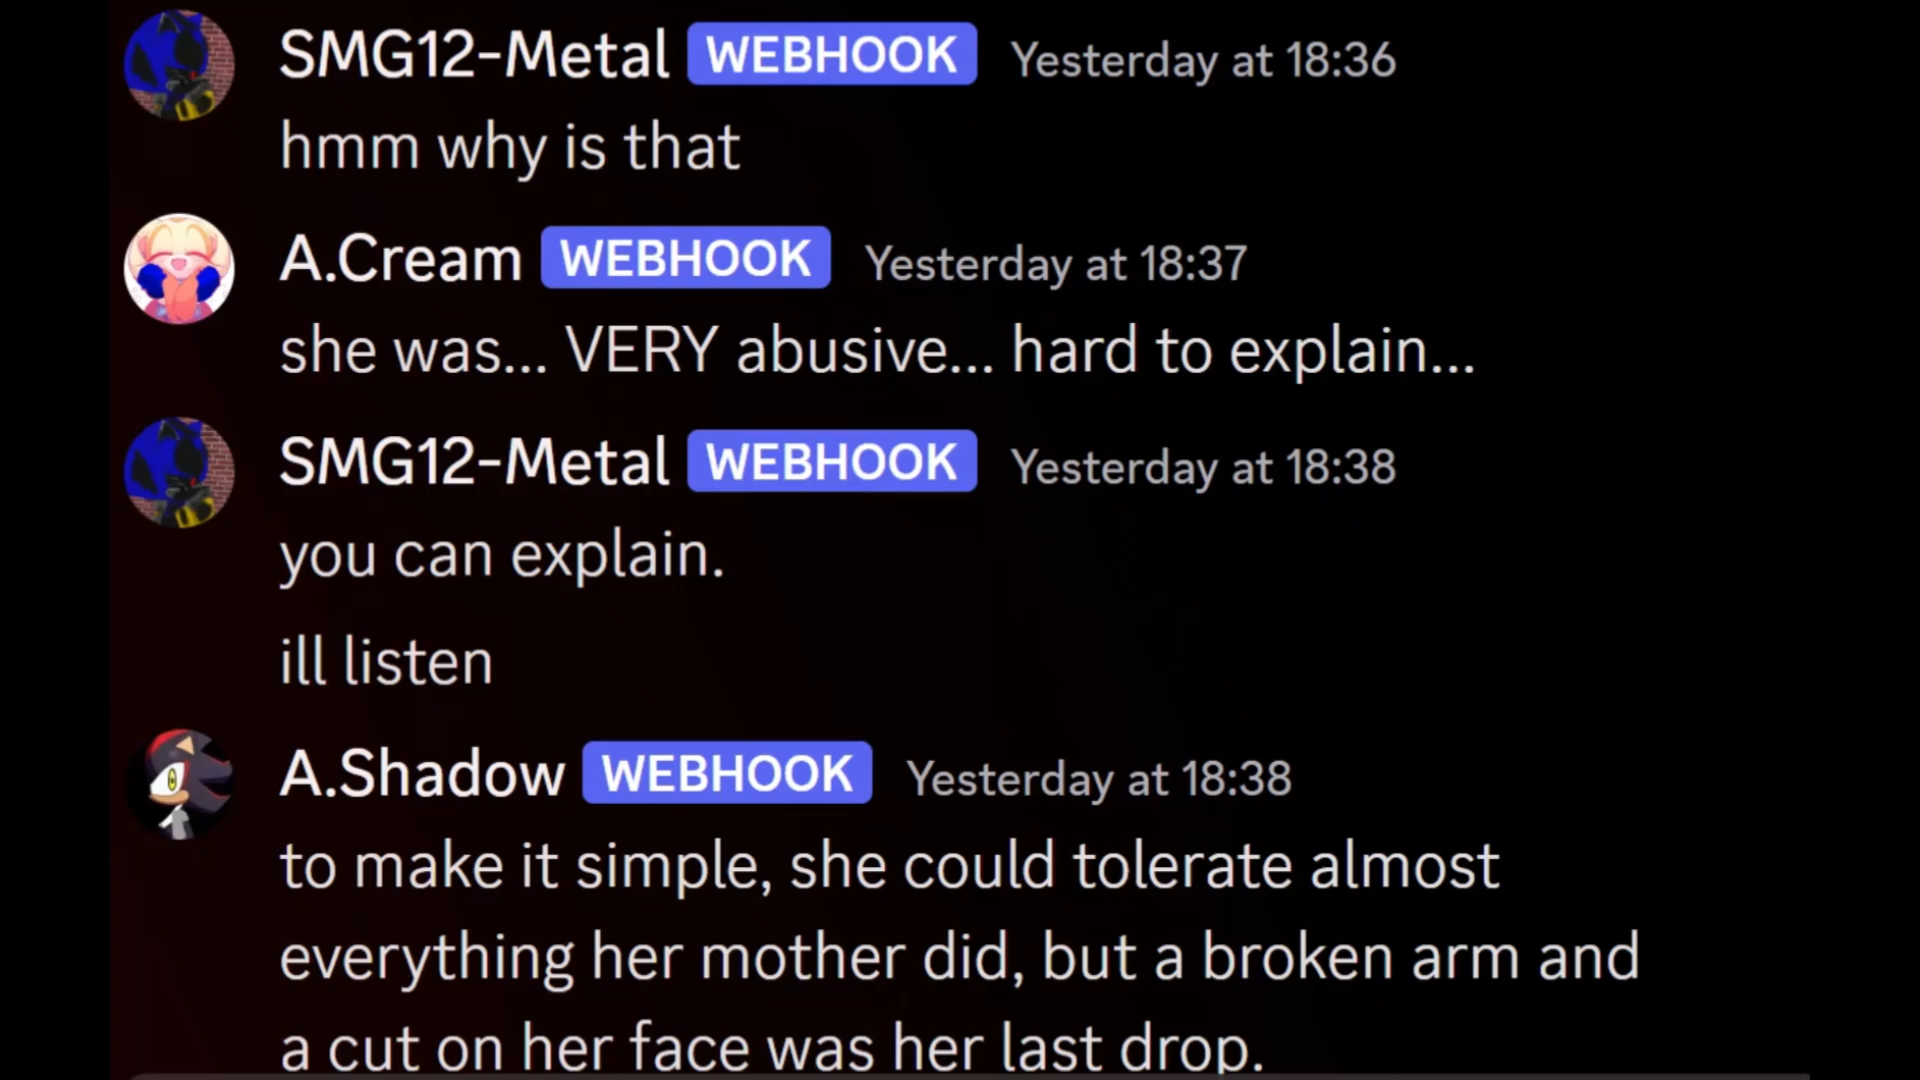 SMG12-Metal WEBHOOK Yesterday at 18:36
hmm why is that
A.Cream WEBHOOK Yesterday at 18:37
she was... VERY abusive... hard to explain...
SMG12-Metal WEBHOOK Yesterday at 18:38
you can explain.
ill listen
A.Shadow WEBHOOK Yesterday at 18:38
to make it simple, she could tolerate almost
everything her mother did, but a broken arm and
a cut on her face was her last drop.